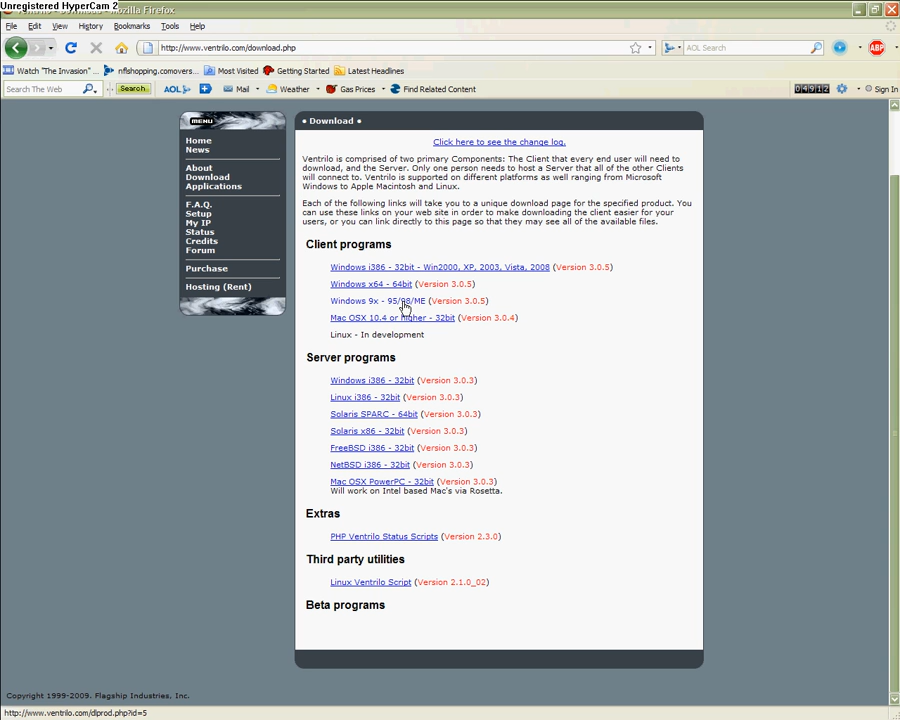 Unregistered HyperCam 2
Mozilla Firefox
File Edit View History Bookmarks Tools Help
http://www.ventrilo.com/download.php
AOL Search
ABP
Watch "The Invasion" ... nflshopping.comovers... Most Visited Getting Started Latest Headlines
Search The Web Search AOL Mail Weather Gas Prices Find Related Content
04912 Sign In
MENU
Home
News
About
Download
Applications
F.A.Q.
Setup
My IP
Status
Credits
Forum
Purchase
Hosting (Rent)
• Download •
Click here to see the change log.
Ventrilo is comprised of two primary Components: The Client that every end user will need to
download, and the Server. Only one person needs to host a Server that all of the other Clients
will connect to. Ventrilo is supported on different platforms as well ranging from Microsoft
Windows to Apple Macintosh and Linux.
Each of the following links will take you to a unique download page for the specified product. You
can use these links on your web site in order to make downloading the client easier for your
users, or you can link directly to this page so that they may see all of the available files.
Client programs
Windows i386 - 32bit - Win2000, XP, 2003, Vista, 2008 (Version 3.0.5)
Windows x64 - 64bit (Version 3.0.5)
Windows 9x - 95/98/ME (Version 3.0.5)
Mac OSX 10.4 or higher - 32bit (Version 3.0.4)
Linux - In development
Server programs
Windows i386 - 32bit (Version 3.0.3)
Linux i386 - 32bit (Version 3.0.3)
Solaris SPARC - 64bit (Version 3.0.3)
Solaris x86 - 32bit (Version 3.0.3)
FreeBSD i386 - 32bit (Version 3.0.3)
NetBSD i386 - 32bit (Version 3.0.3)
Mac OSX PowerPC - 32bit (Version 3.0.3)
Will work on Intel based Mac's via Rosetta.
Extras
PHP Ventrilo Status Scripts (Version 2.3.0)
Third party utilities
Linux Ventrilo Script (Version 2.1.0_02)
Beta programs
Copyright 1999-2009. Flagship Industries, Inc.
http://www.ventrilo.com/dlprod.php?id=5